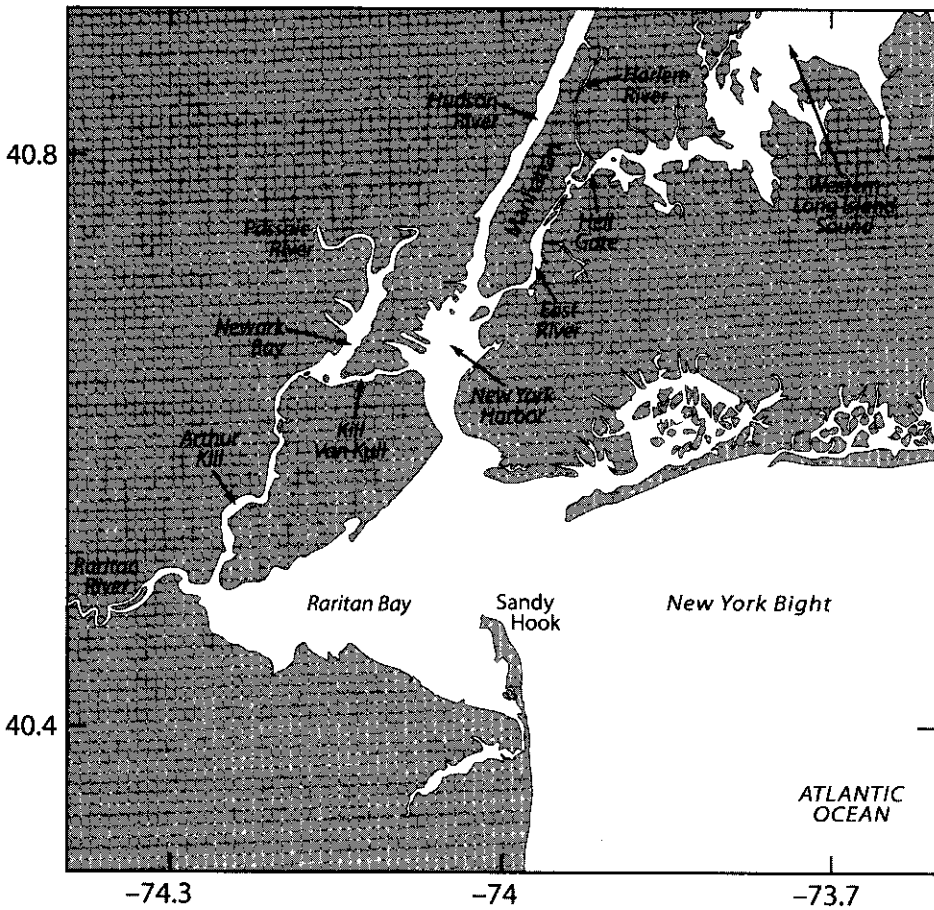 Hudson
River
Harlem
River
40.8
Manhattan
Western
Long Island
Sound
Hell
Gate
Passaic
River
East
River
Newark
Bay
New York
Harbor
Kill
Van Kull
Arthur
Kill
Raritan
River
Raritan Bay
Sandy
Hook
New York Bight
40.4
ATLANTIC
OCEAN
–74.3
–74
–73.7